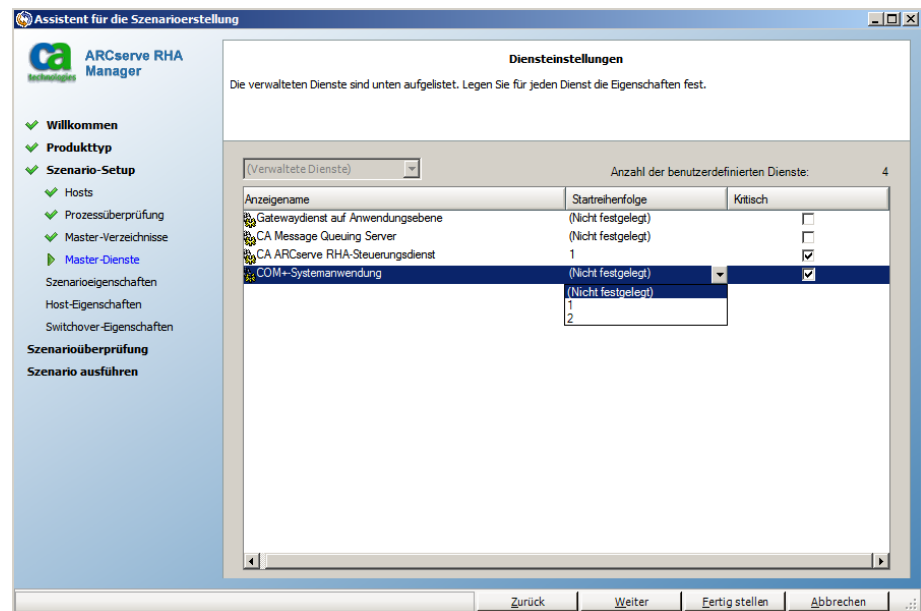 Assistent für die Szenarioerstellung
ca
technologies
ARCserve RHA
Manager
Willkommen
Produkttyp
Szenario-Setup
Hosts
Prozessüberprüfung
Master-Verzeichnisse
Master-Dienste
Szenarioeigenschaften
Host-Eigenschaften
Switchover-Eigenschaften
Szenarioüberprüfung
Szenario ausführen
Diensteinstellungen
Die verwalteten Dienste sind unten aufgelistet. Legen Sie für jeden Dienst die Eigenschaften fest.
(Verwaltete Dienste)
Anzahl der benutzerdefinierten Dienste: 4
Anzeigename Startreihenfolge Kritisch
Gatewaydienst auf Anwendungsebene (Nicht festgelegt)
CA Message Queuing Server (Nicht festgelegt)
CA ARCserve RHA-Steuerungsdienst 1
COM+-Systemanwendung (Nicht festgelegt)
(Nicht festgelegt)
1
2
Zurück Weiter Fertig stellen Abbrechen